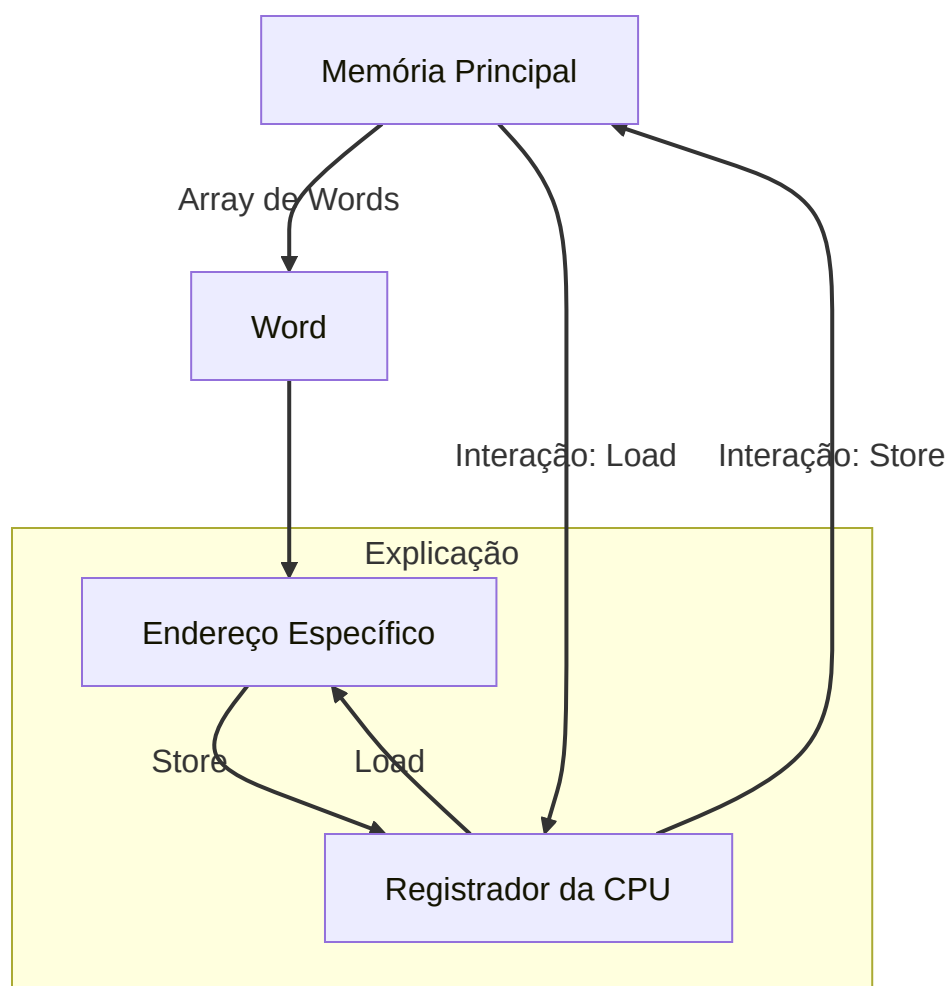 Memória Principal
Array de Words
Word
Interação: Load
Interação: Store
Explicação
Endereço Específico
Store
Load
Registrador da CPU